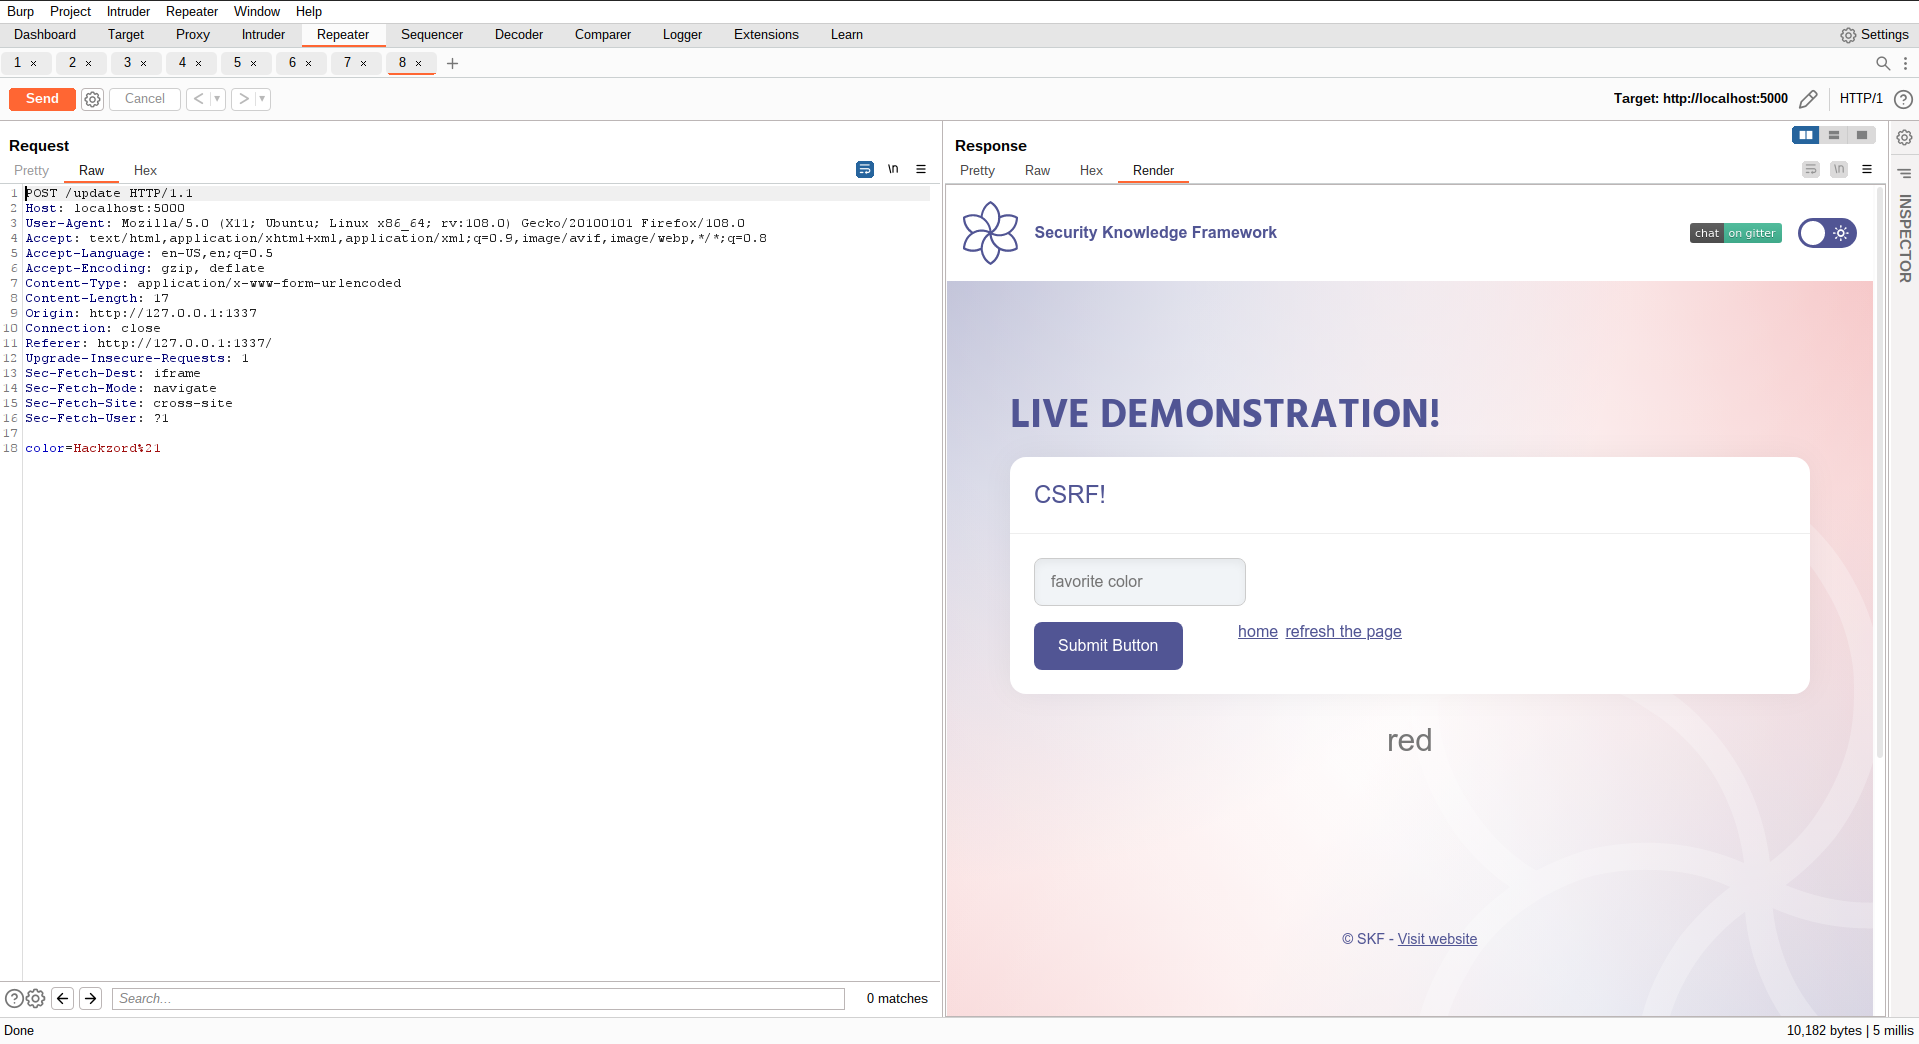 Burp Project Intruder Repeater Window Help
Dashboard Target Proxy Intruder Repeater Sequencer Decoder Comparer Logger Extensions Learn Settings
1 × 2 × 3 × 4 × 5 × 6 × 7 × 8 × +
Send Cancel < > Target: http://localhost:5000 HTTP/1 ?
Request
Pretty Raw Hex \n
1 POST /update HTTP/1.1
2 Host: localhost:5000
3 User-Agent: Mozilla/5.0 (X11; Ubuntu; Linux x86_64; rv:108.0) Gecko/20100101 Firefox/108.0
4 Accept: text/html,application/xhtml+xml,application/xml;q=0.9,image/avif,image/webp,*/*;q=0.8
5 Accept-Language: en-US,en;q=0.5
6 Accept-Encoding: gzip, deflate
7 Content-Type: application/x-www-form-urlencoded
8 Content-Length: 17
9 Origin: http://127.0.0.1:1337
10 Connection: close
11 Referer: http://127.0.0.1:1337/
12 Upgrade-Insecure-Requests: 1
13 Sec-Fetch-Dest: iframe
14 Sec-Fetch-Mode: navigate
15 Sec-Fetch-Site: cross-site
16 Sec-Fetch-User: ?1
17
18 color=Hackzord%21
? Search... 0 matches
Response
Pretty Raw Hex Render \n
Security Knowledge Framework chat on gitter
LIVE DEMONSTRATION!
CSRF!
favorite color
Submit Button home refresh the page
red
© SKF - Visit website
INSPECTOR
Done 10,182 bytes | 5 millis